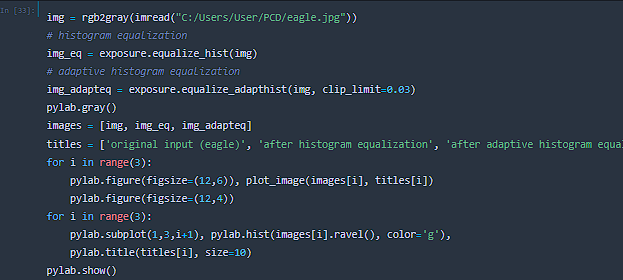 In [33]:
img = rgb2gray(imread("C:/Users/User/PCD/eagle.jpg"))
# histogram equalization
img_eq = exposure.equalize_hist(img)
# adaptive histogram equalization
img_adapteq = exposure.equalize_adapthist(img, clip_limit=0.03)
pylab.gray()
images = [img, img_eq, img_adapteq]
titles = ['original input (eagle)', 'after histogram equalization', 'after adaptive histogram equal
for i in range(3):
    pylab.figure(figsize=(12,6)), plot_image(images[i], titles[i])
    pylab.figure(figsize=(12,4))
for i in range(3):
    pylab.subplot(1,3,i+1), pylab.hist(images[i].ravel(), color='g'),
    pylab.title(titles[i], size=10)
pylab.show()